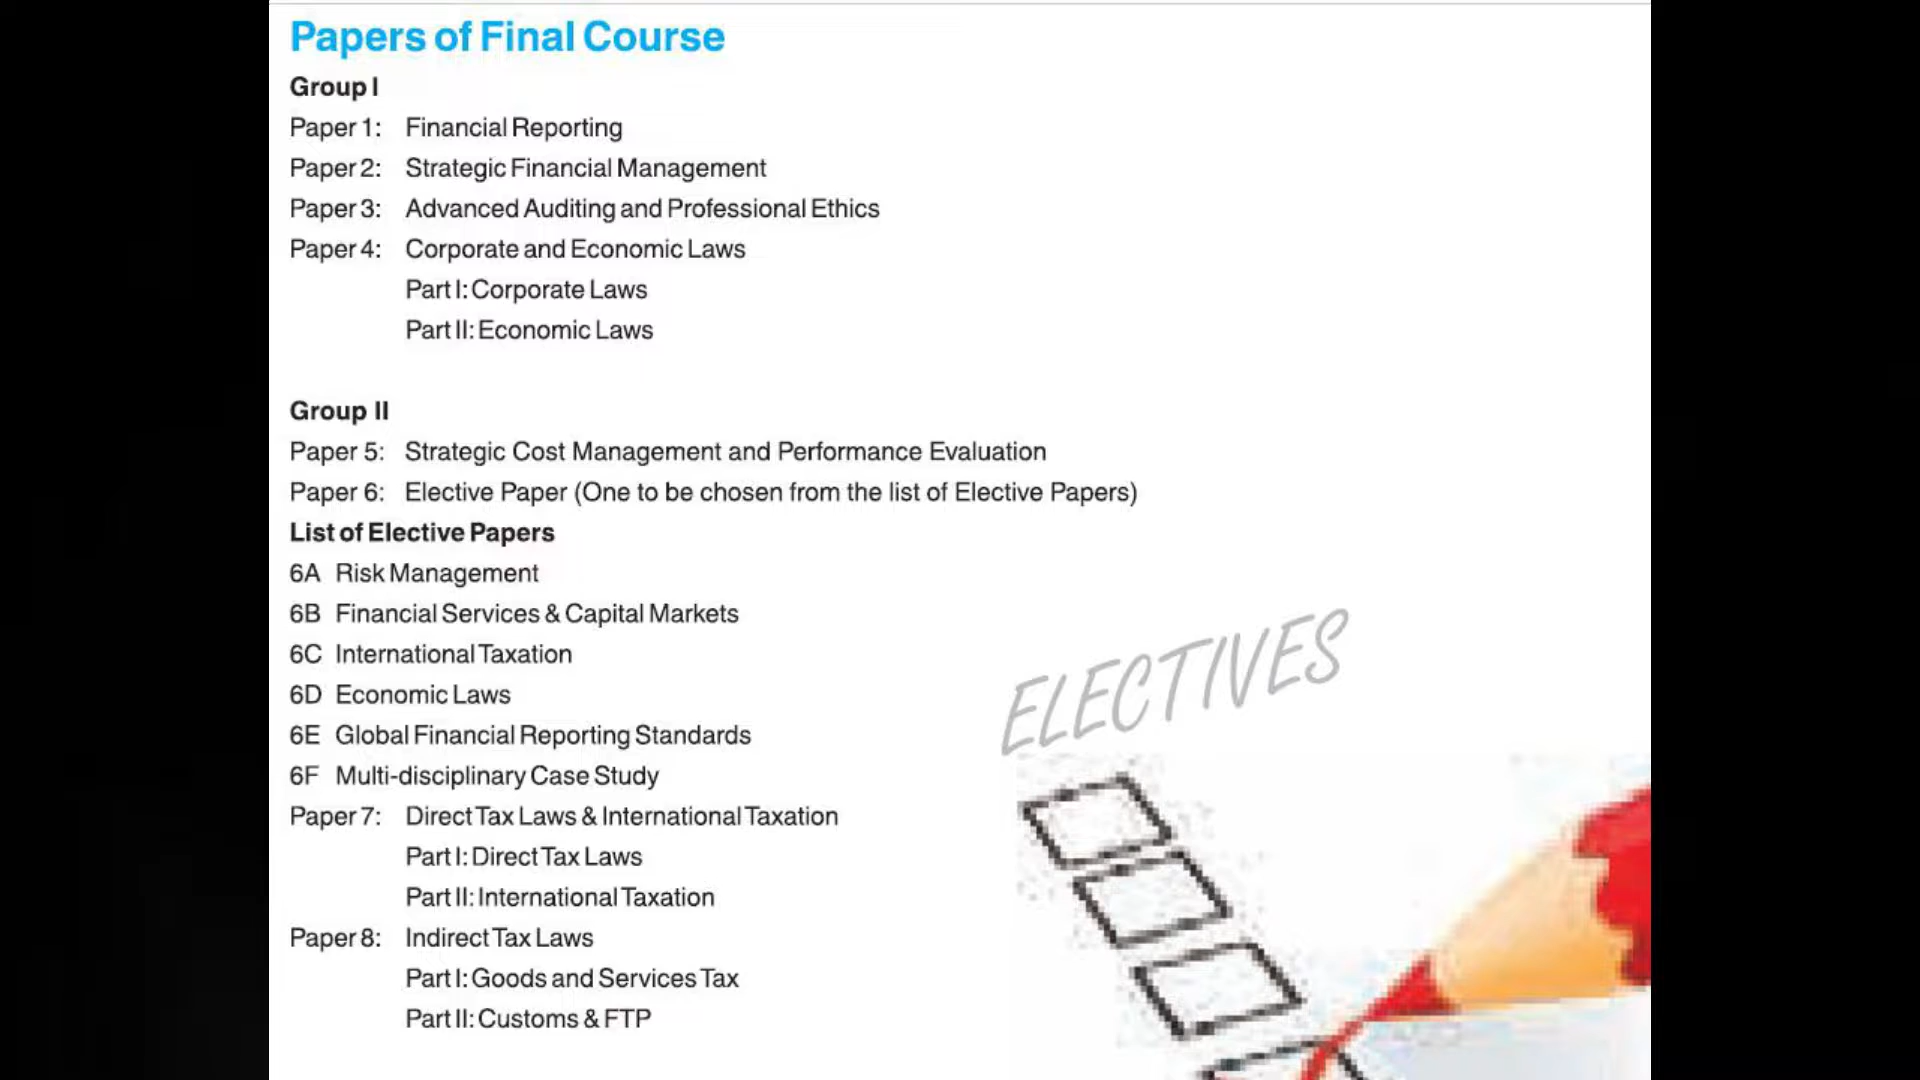 Papers of Final Course
Group I
Paper 1: Financial Reporting
Paper 2: Strategic Financial Management
Paper 3: Advanced Auditing and Professional Ethics
Paper 4: Corporate and Economic Laws
Part I: Corporate Laws
Part II: Economic Laws
Group II
Paper 5: Strategic Cost Management and Performance Evaluation
Paper 6: Elective Paper (One to be chosen from the list of Elective Papers)
List of Elective Papers
6A Risk Management
6B Financial Services & Capital Markets
6C International Taxation
6D Economic Laws
6E Global Financial Reporting Standards
6F Multi-disciplinary Case Study
Paper 7: Direct Tax Laws & International Taxation
Part I: Direct Tax Laws
Part II: International Taxation
Paper 8: Indirect Tax Laws
Part I: Goods and Services Tax
Part II: Customs & FTP
ELECTIVES